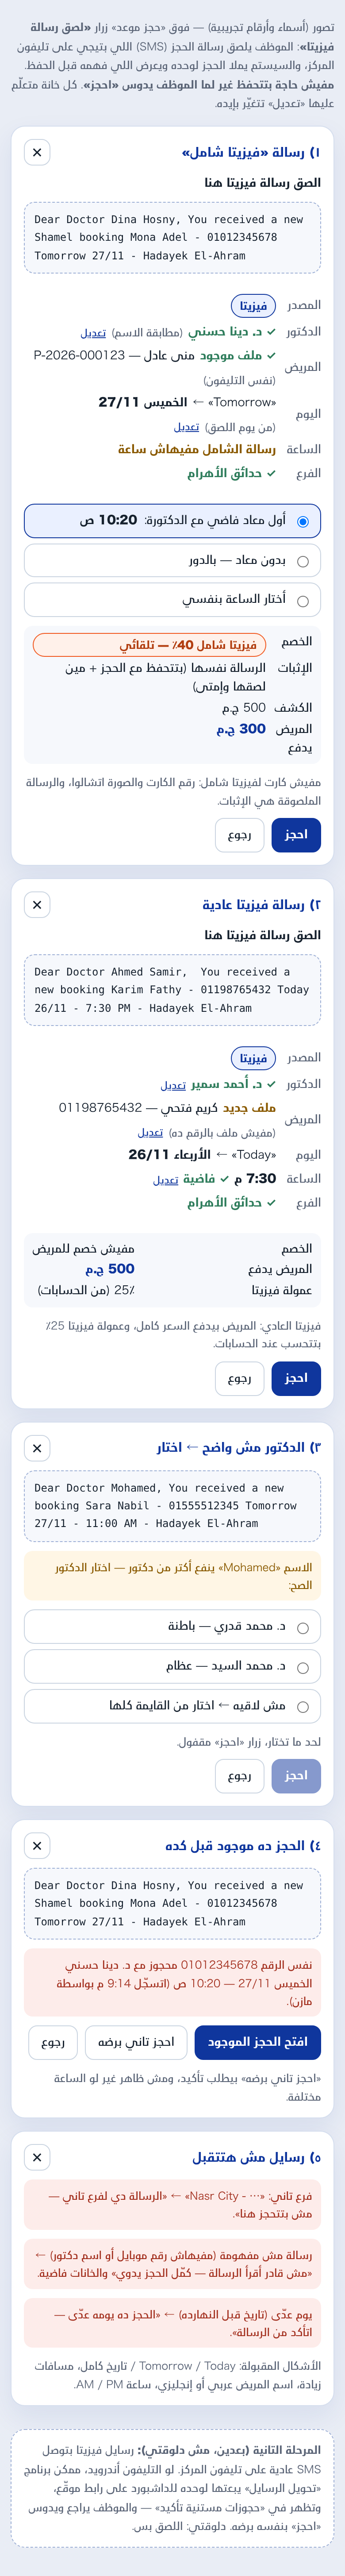 تصور (أسماء وأرقام تجريبية) — فوق «حجز موعد» زرار «لصق رسالة
فيزيتا»: الموظف يلصق رسالة الحجز (SMS) اللي بتيجي على تليفون
المركز، والسيستم يملا الحجز لوحده ويعرض اللي فهمه قبل الحفظ.
مفيش حاجة بتتحفظ غير لما الموظف يدوس «احجز». كل خانة متعلّم
عليها «تعديل» تتغيّر بإيده.
١) رسالة «فيزيتا شامل»
✕
الصق رسالة فيزيتا هنا
Dear Doctor Dina Hosny, You received a new
Shamel booking Mona Adel - 01012345678
Tomorrow 27/11 - Hadayek El-Ahram
المصدر فيزيتا
الدكتور ✓ د. دينا حسني (مطابقة الاسم) تعديل
المريض ✓ ملف موجود منى عادل — P-2026-000123
(نفس التليفون)
اليوم «Tomorrow» ← الخميس 27/11
(من يوم اللصق) تعديل
الساعة رسالة الشامل مفيهاش ساعة
الفرع ✓ حدائق الأهرام
أول معاد فاضي مع الدكتورة: 10:20 ص
بدون معاد — بالدور
أختار الساعة بنفسي
الخصم فيزيتا شامل 40٪ — تلقائي
الإثبات الرسالة نفسها (بتتحفظ مع الحجز + مين
لصقها وإمتى)
الكشف 500 ج.م
المريض 300 ج.م
يدفع
مفيش كارت لفيزيتا شامل: رقم الكارت والصورة اتشالوا، والرسالة
الملصوقة هي الإثبات.
احجز رجوع
٢) رسالة فيزيتا عادية
✕
الصق رسالة فيزيتا هنا
Dear Doctor Ahmed Samir,  You received a
new booking Karim Fathy - 01198765432 Today
26/11 - 7:30 PM - Hadayek El-Ahram
المصدر فيزيتا
الدكتور ✓ د. أحمد سمير تعديل
المريض ملف جديد كريم فتحي — 01198765432
(مفيش ملف بالرقم ده) تعديل
اليوم «Today» ← الأربعاء 26/11
الساعة 7:30 م ✓ فاضية تعديل
الفرع ✓ حدائق الأهرام
الخصم مفيش خصم للمريض
المريض يدفع 500 ج.م
عمولة فيزيتا 25٪ (من الحسابات)
فيزيتا العادي: المريض بيدفع السعر كامل، وعمولة فيزيتا 25٪
بتتحسب عند الحسابات.
احجز رجوع
٣) الدكتور مش واضح ← اختار
✕
Dear Doctor Mohamed, You received a new
booking Sara Nabil - 01555512345 Tomorrow
27/11 - 11:00 AM - Hadayek El-Ahram
الاسم «Mohamed» ينفع أكتر من دكتور — اختار الدكتور
الصح:
د. محمد قدري — باطنة
د. محمد السيد — عظام
مش لاقيه ← اختار من القايمة كلها
لحد ما تختار، زرار «احجز» مقفول.
احجز رجوع
٤) الحجز ده موجود قبل كده
✕
Dear Doctor Dina Hosny, You received a new
Shamel booking Mona Adel - 01012345678
Tomorrow 27/11 - Hadayek El-Ahram
نفس الرقم 01012345678 محجوز مع د. دينا حسني
الخميس 27/11 — 10:20 ص (اتسجّل 9:14 م بواسطة
مازن).
افتح الحجز الموجود احجز تاني برضه رجوع
«احجز تاني برضه» بيطلب تأكيد، ومش ظاهر غير لو الساعة
مختلفة.
٥) رسايل مش هتتقبل
✕
فرع تاني: «… - Nasr City» ← «الرسالة دي لفرع تاني —
مش بتتحجز هنا».
رسالة مش مفهومة (مفيهاش رقم موبايل أو اسم دكتور) ←
«مش قادر أقرأ الرسالة — كمّل الحجز يدوي» والخانات فاضية.
يوم عدّى (تاريخ قبل النهارده) ← «الحجز ده يومه عدّى —
اتأكد من الرسالة».
الأشكال المقبولة: Tomorrow / Today / تاريخ كامل، مسافات
زيادة، اسم المريض عربي أو إنجليزي، ساعة AM / PM.
المرحلة التانية (بعدين، مش دلوقتي): رسايل فيزيتا بتوصل
SMS عادية على تليفون المركز. لو التليفون أندرويد، ممكن برنامج
«تحويل الرسايل» يبعتها لوحده للداشبورد على رابط موقّع،
وتظهر في «حجوزات مستنية تأكيد» — والموظف يراجع ويدوس
«احجز» بنفسه برضه. دلوقتي: اللصق بس.